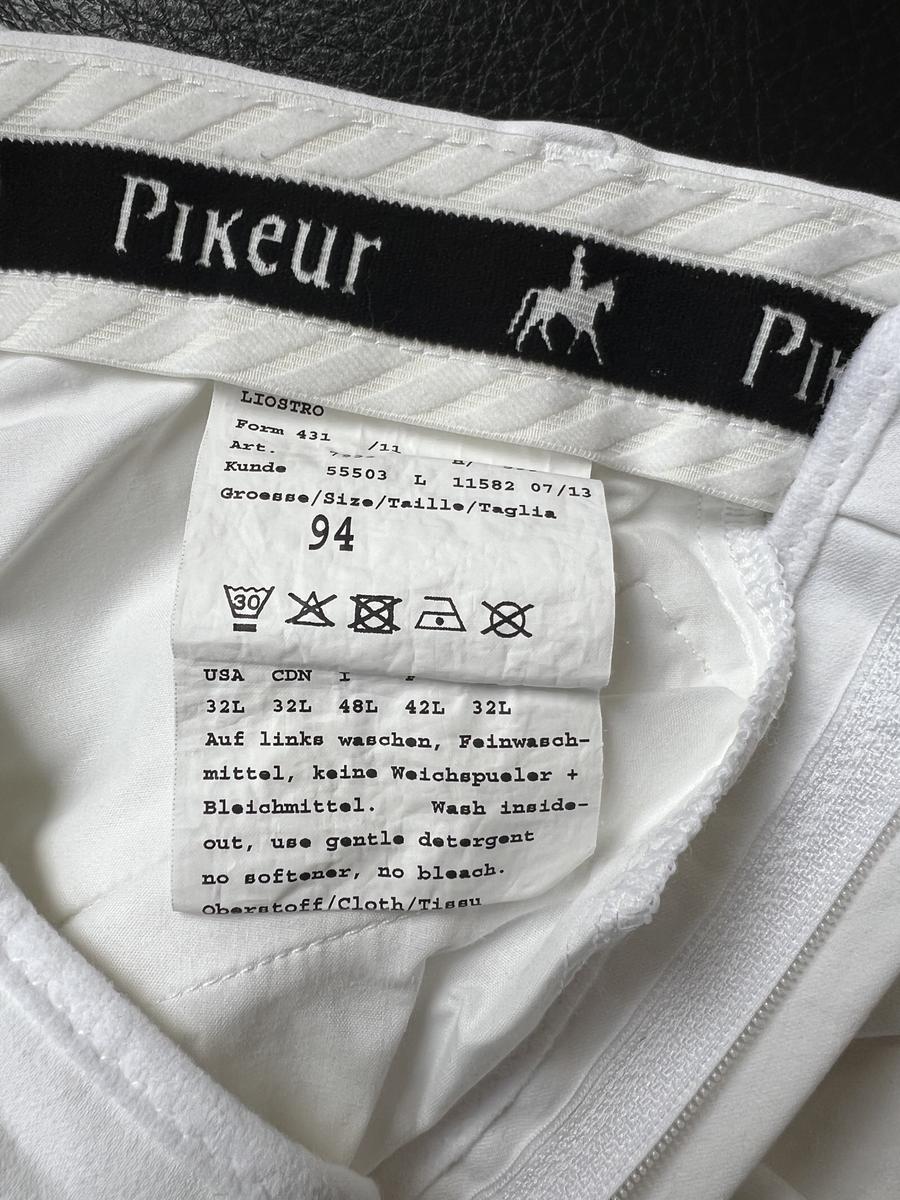 Pikeur
LIOSTRO
Form 431 /11
Art.
Kunde 55503 L 11582 07/13
Groesse/Size/Taille/Taglia
94
30
USA CDN I
32L 32L 48L 42L 32L
Auf links waschen, Feinwasch-
mittel, keine Weichspueler +
Bleichmittel. Wash inside-
out, use gentle detergent
no softener, no bleach.
Oberstoff/Cloth/Tissu